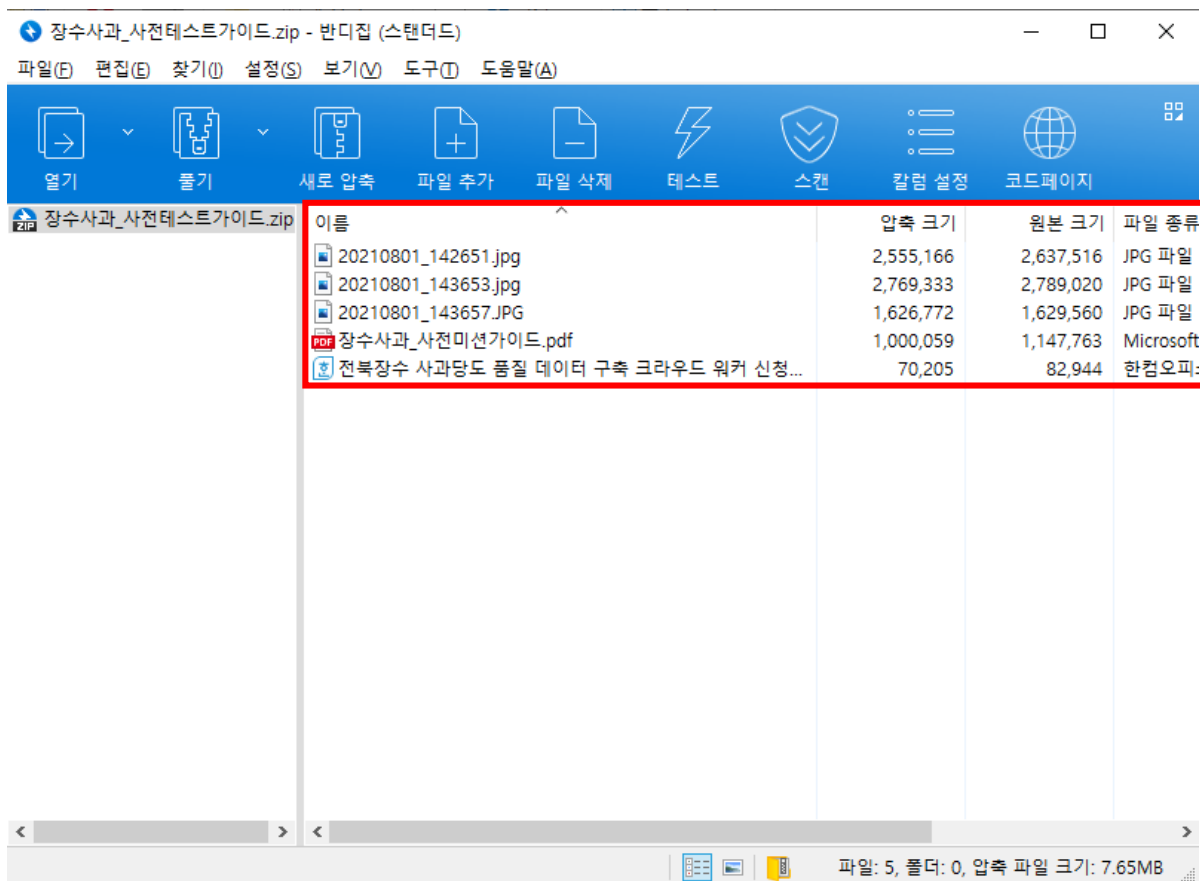 장수사과_사전테스트가이드.zip - 반디집 (스탠더드)
파일(F) 편집(E) 찾기(I) 설정(S) 보기(V) 도구(T) 도움말(A)
열기 풀기 새로 압축 파일 추가 파일 삭제 테스트 스캔 칼럼 설정 코드페이지
ZIP 장수사과_사전테스트가이드.zip
이름 압축 크기 원본 크기 파일 종류
20210801_142651.jpg 2,555,166 2,637,516 JPG 파일
20210801_143653.jpg 2,769,333 2,789,020 JPG 파일
20210801_143657.JPG 1,626,772 1,629,560 JPG 파일
PDF 장수사과_사전미션가이드.pdf 1,000,059 1,147,763 Microsoft
전북장수 사과당도 품질 데이터 구축 크라우드 워커 신청... 70,205 82,944 한컴오피스
파일: 5, 폴더: 0, 압축 파일 크기: 7.65MB